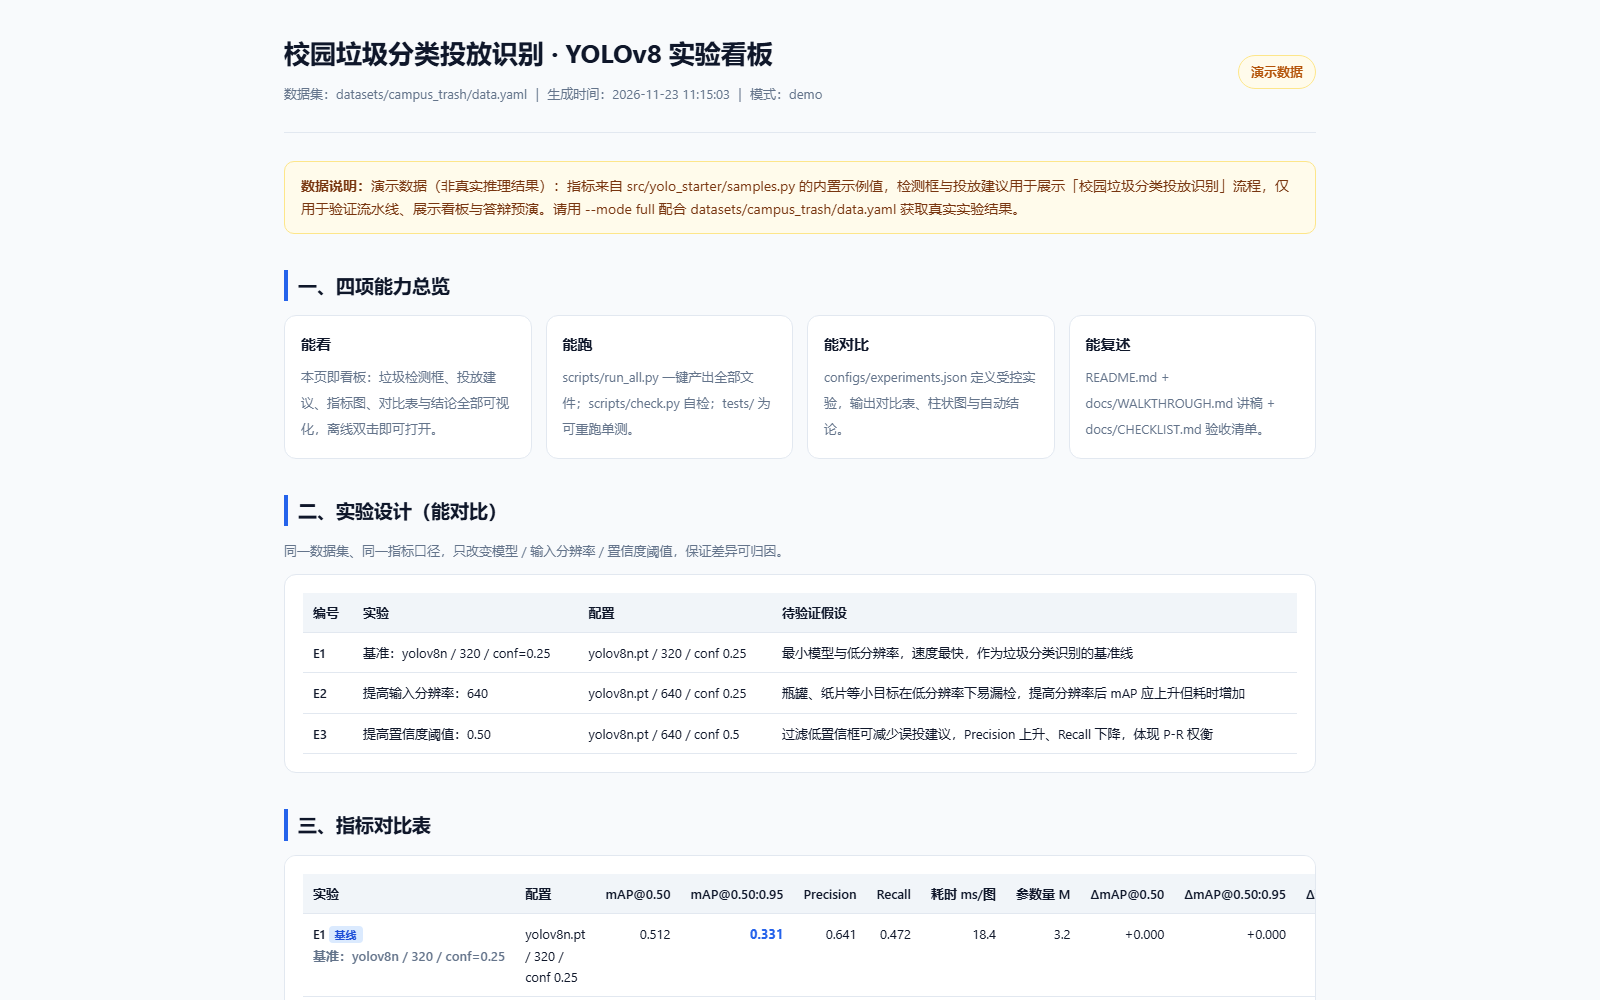 校园垃圾分类投放识别 · YOLOv8 实验看板
数据集：datasets/campus_trash/data.yaml ｜ 生成时间：2026-11-23 11:15:03 ｜ 模式：demo
演示数据
数据说明：演示数据（非真实推理结果）：指标来自 src/yolo_starter/samples.py 的内置示例值，检测框与投放建议用于展示「校园垃圾分类投放识别」流程，仅
用于验证流水线、展示看板与答辩预演。请用 --mode full 配合 datasets/campus_trash/data.yaml 获取真实实验结果。
一、四项能力总览
能看
本页即看板：垃圾检测框、投放建
议、指标图、对比表与结论全部可视
化，离线双击即可打开。
能跑
scripts/run_all.py 一键产出全部文
件；scripts/check.py 自检；tests/ 为
可重跑单测。
能对比
configs/experiments.json 定义受控实
验，输出对比表、柱状图与自动结
论。
能复述
README.md +
docs/WALKTHROUGH.md 讲稿 +
docs/CHECKLIST.md 验收清单。
二、实验设计（能对比）
同一数据集、同一指标口径，只改变模型 / 输入分辨率 / 置信度阈值，保证差异可归因。
编号 实验 配置 待验证假设
E1 基准：yolov8n / 320 / conf=0.25 yolov8n.pt / 320 / conf 0.25 最小模型与低分辨率，速度最快，作为垃圾分类识别的基准线
E2 提高输入分辨率：640 yolov8n.pt / 640 / conf 0.25 瓶罐、纸片等小目标在低分辨率下易漏检，提高分辨率后 mAP 应上升但耗时增加
E3 提高置信度阈值：0.50 yolov8n.pt / 640 / conf 0.5 过滤低置信框可减少误投建议，Precision 上升、Recall 下降，体现 P-R 权衡
三、指标对比表
实验 配置 mAP@0.50 mAP@0.50:0.95 Precision Recall 耗时 ms/图 参数量 M ΔmAP@0.50 ΔmAP@0.50:0.95 Δ
E1 基线 yolov8n.pt 0.512 0.331 0.641 0.472 18.4 3.2 +0.000 +0.000
基准：yolov8n / 320 / conf=0.25 / 320 /
conf 0.25